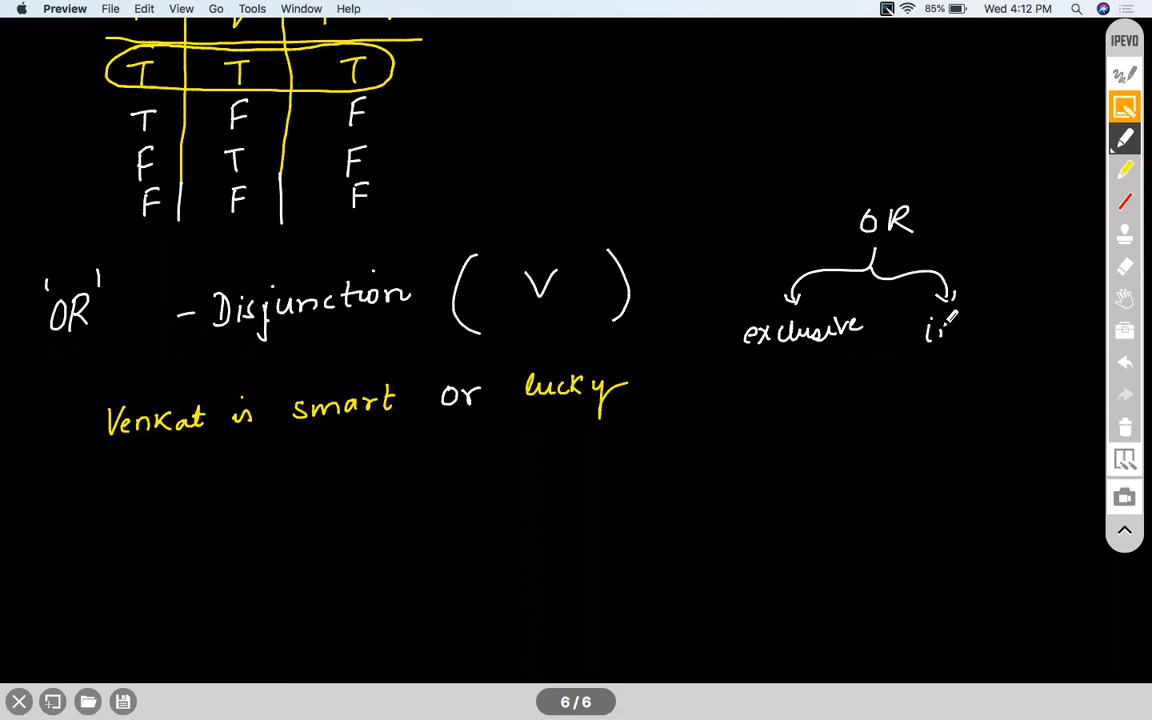 Preview File Edit View Go Tools Window Help 85% Wed 4:12 PM
IPEVO
T T T
T F F
F T F
F F F
OR
'OR' - Disjunction ( V )
exclusive
Venkat is smart or lucky
6/6